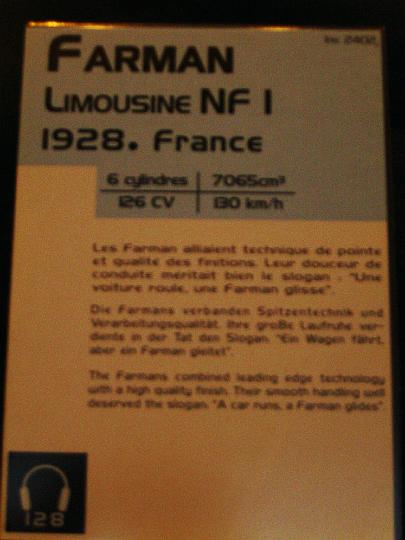 Inv. 2402
FARMAN
LIMOUSINE NF 1
1928. France
6 cylindres 7065cm³
126 CV 130 km/h
Les Farman alliaient technique de pointe
et qualité des finitions. Leur douceur de
conduite méritait bien le slogan : "Une
voiture roule, une Farman glisse".
Die Farmans verbanden Spitzentechnik und
Verarbeitungsqualität. Ihre große Laufruhe ver-
diente in der Tat den Slogan "Ein Wagen fährt,
aber ein Farman gleitet".
The Farmans combined leading edge technology
with a high quality finish. Their smooth handling well
deserved the slogan "A car runs, a Farman glides".
128